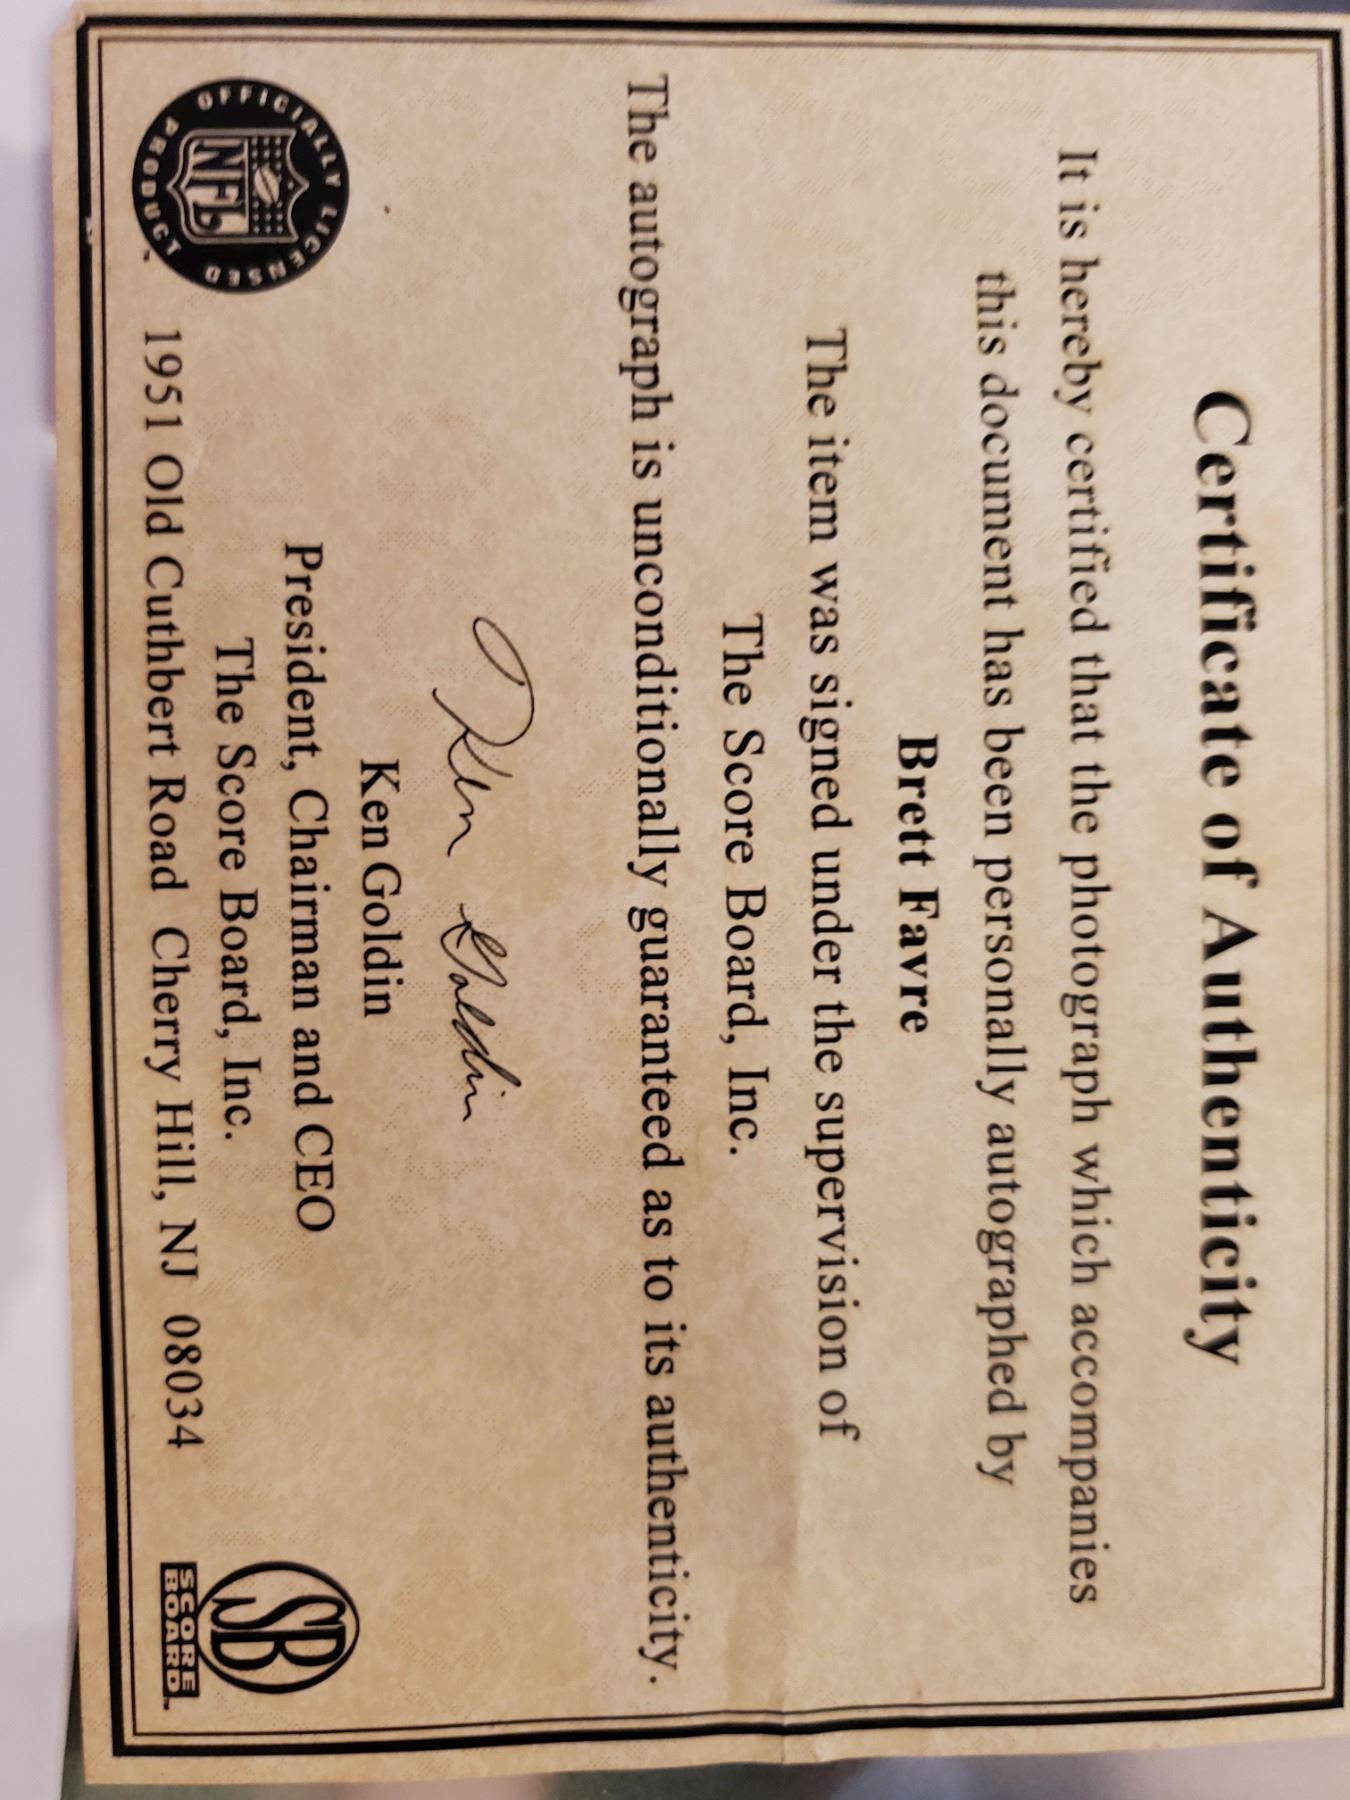 Certificate of Authenticity
It is hereby certified that the photograph which accompanies
this document has been personally autographed by
Brett Favre
The item was signed under the supervision of
The Score Board, Inc.
The autograph is unconditionally guaranteed as to its authenticity.
Ken Goldin
Ken Goldin
President, Chairman and CEO
The Score Board, Inc.
1951 Old Cuthbert Road Cherry Hill, NJ 08034
OFFICIALLY LICENSED
PRODUCT
NFL
SB
SCORE
BOARD™